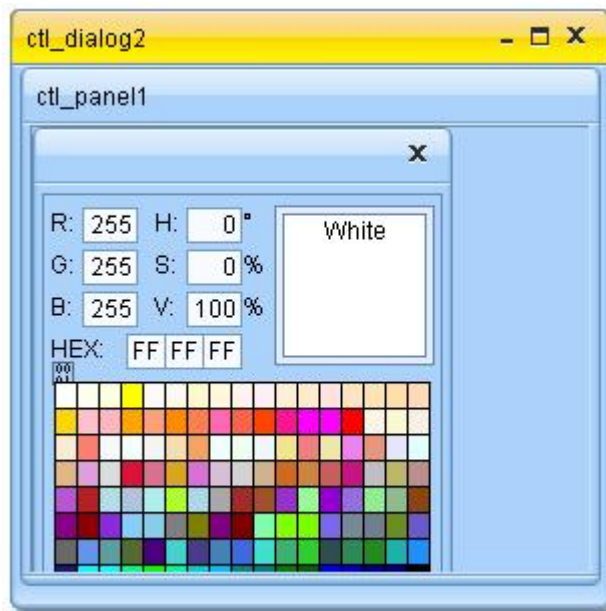 ctl_dialog2
ctl_panel1
R: 255 H: 0 °
White
G: 255 S: 0 %
B: 255 V: 100 %
HEX: FF FF FF